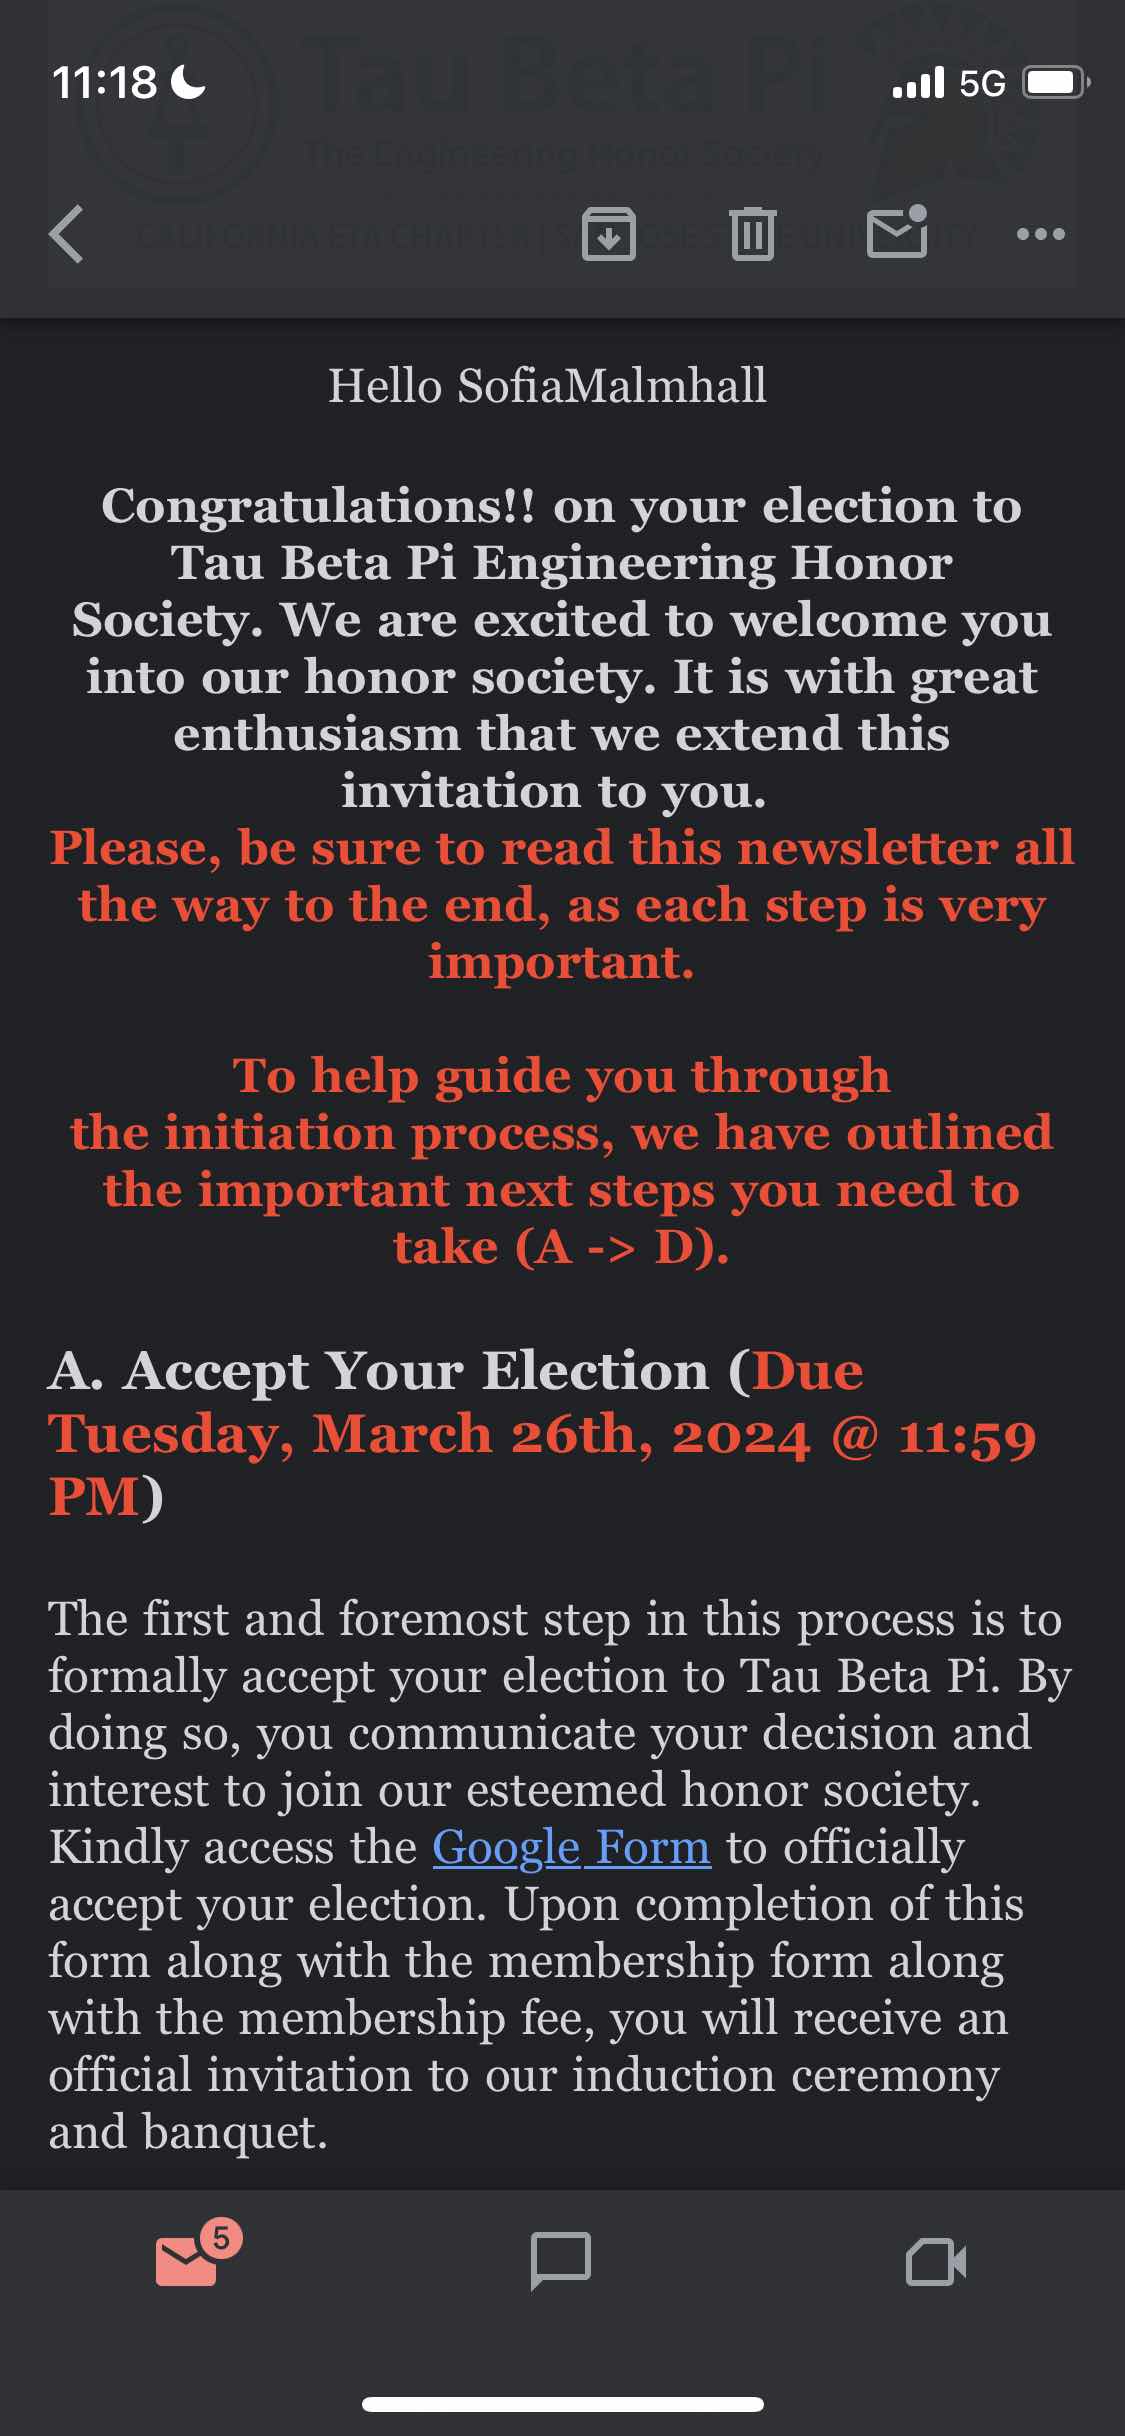 Tau Beta Pi
11:18
5G
The Engineering Honor Society
Hello SofiaMalmhall
Congratulations!! on your election to
Tau Beta Pi Engineering Honor
Society. We are excited to welcome you
into our honor society. It is with great
enthusiasm that we extend this
invitation to you.
Please, be sure to read this newsletter all
the way to the end, as each step is very
important.
To help guide you through
the initiation process, we have outlined
the important next steps you need to
take (A -> D).
A. Accept Your Election (Due
Tuesday, March 26th, 2024 @ 11:59
PM)
The first and foremost step in this process is to
formally accept your election to Tau Beta Pi. By
doing so, you communicate your decision and
interest to join our esteemed honor society.
Kindly access the Google Form to officially
accept your election. Upon completion of this
form along with the membership form along
with the membership fee, you will receive an
official invitation to our induction ceremony
and banquet.
5